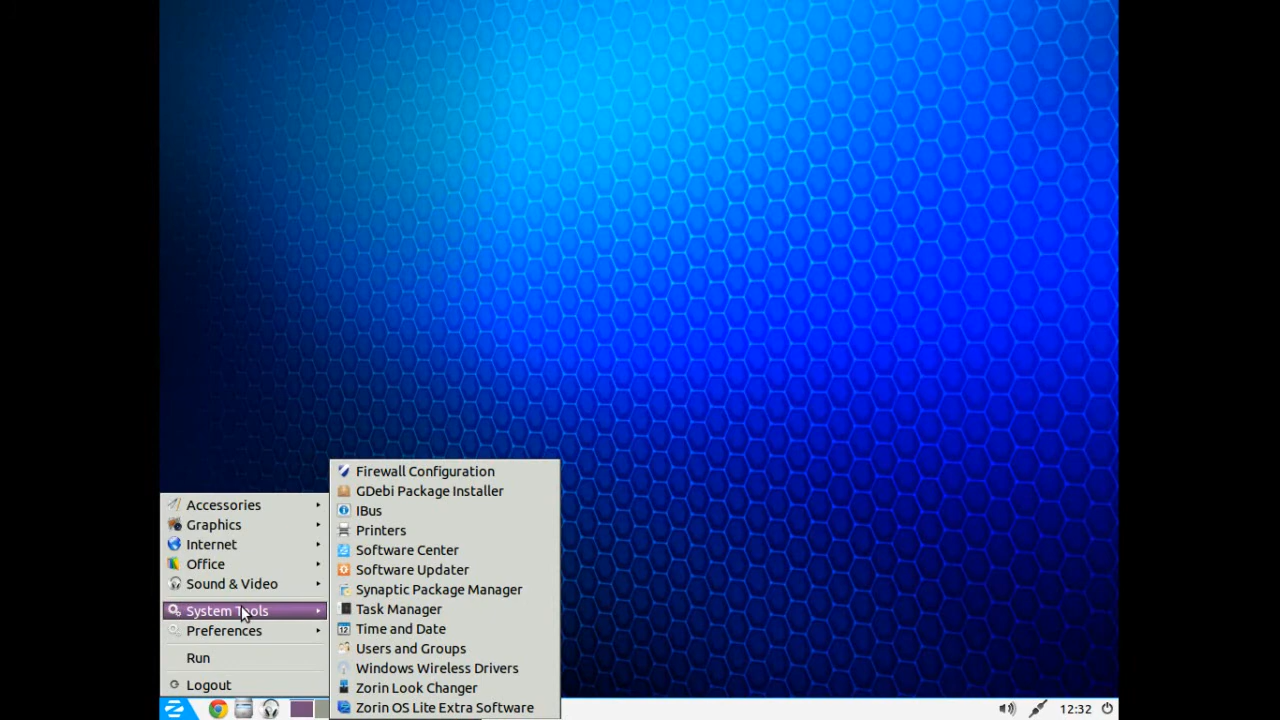 Accessories
Graphics
Internet
Office
Sound & Video
System Tools
Preferences
Run
Logout
Firewall Configuration
GDebi Package Installer
IBus
Printers
Software Center
Software Updater
Synaptic Package Manager
Task Manager
Time and Date
Users and Groups
Windows Wireless Drivers
Zorin Look Changer
Zorin OS Lite Extra Software
12:32